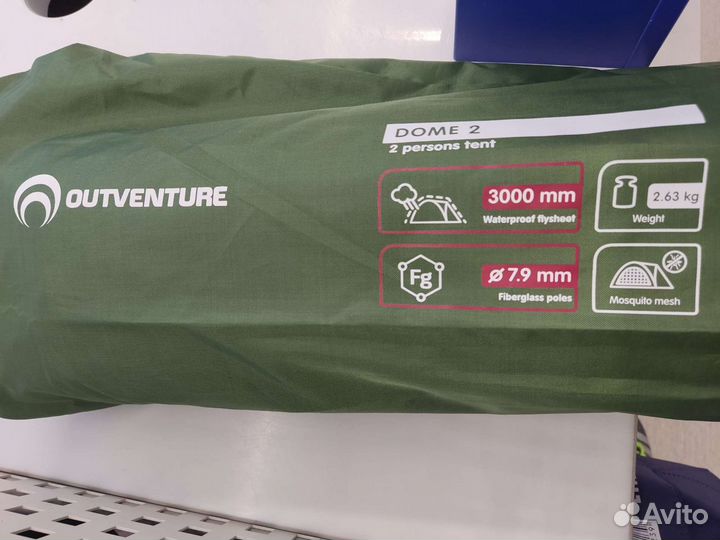 OUTVENTURE
DOME 2
2 persons tent
3000 mm
Waterproof flysheet
2.63 kg
Weight
Fg
ø 7.9 mm
Fiberglass poles
Mosquito mesh
Avito